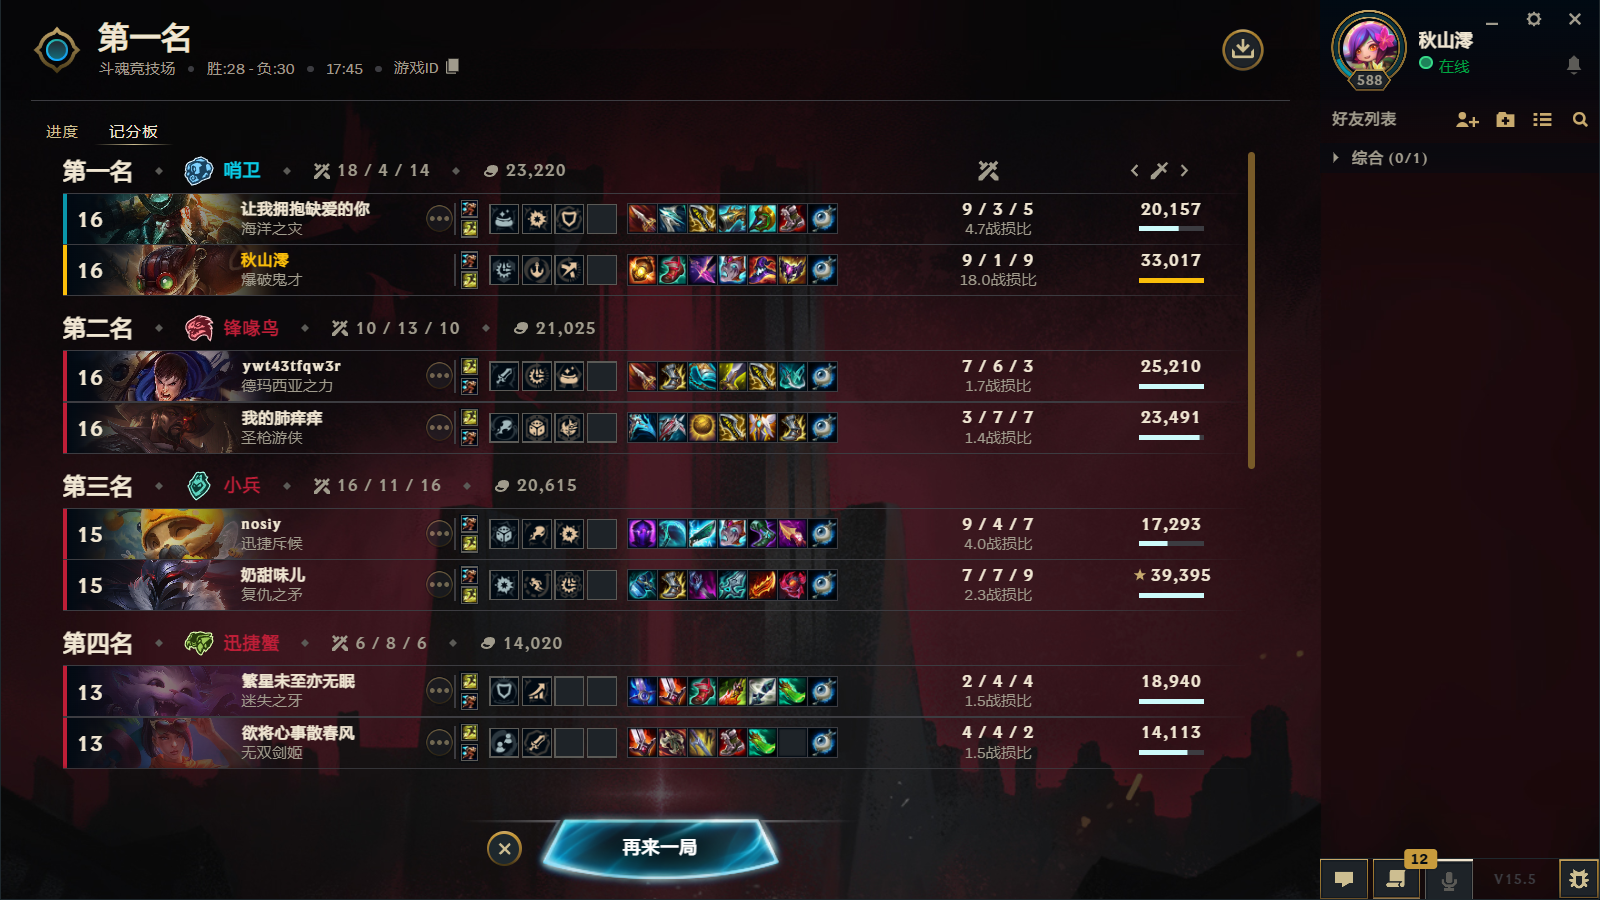 第一名
斗魂竞技场 • 胜:28 - 负:30 • 17:45 • 游戏ID
进度 记分板
第一名 哨卫 18 / 4 / 14 23,220
16 让我拥抱缺爱的你 9 / 3 / 5 20,157
海洋之灾 4.7战损比
16 秋山澪 9 / 1 / 9 33,017
爆破鬼才 18.0战损比
第二名 锋喙鸟 10 / 13 / 10 21,025
16 ywt43tfqw3r 7 / 6 / 3 25,210
德玛西亚之力 1.7战损比
16 我的肺痒痒 3 / 7 / 7 23,491
圣枪游侠 1.4战损比
第三名 小兵 16 / 11 / 16 20,615
15 nosiy 9 / 4 / 7 17,293
迅捷斥候 4.0战损比
15 奶甜味儿 7 / 7 / 9 ★ 39,395
复仇之矛 2.3战损比
第四名 迅捷蟹 6 / 8 / 6 14,020
13 繁星未至亦无眠 2 / 4 / 4 18,940
迷失之牙 1.5战损比
13 欲将心事散春风 4 / 4 / 2 14,113
无双剑姬 1.5战损比
再来一局
秋山澪
588 在线
好友列表
综合 (0/1)
12
V15.5